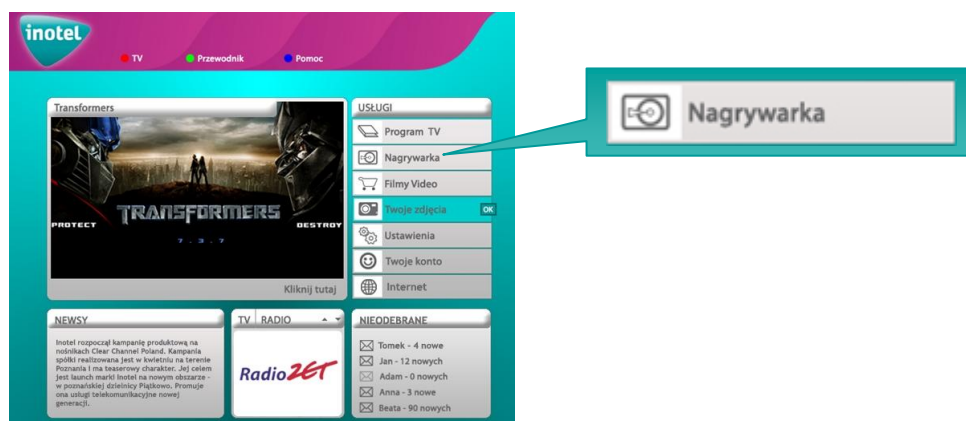 inotel
TV
Przewodnik
Pomoc
Transformers
PROTECT
TRANSFORMERS
DESTROY
7.3.7
Kliknij tutaj
USŁUGI
Program TV
Nagrywarka
Filmy Video
Twoje zdjęcia OK
Ustawienia
Twoje konto
Internet
Nagrywarka
NEWSY
Inotel rozpoczął kampanię produktową na
nośnikach Clear Channel Poland. Kampania
spółki realizowana jest w kwietniu na terenie
Poznania i ma teaserowy charakter. Jej celem
jest launch marki Inotel na nowym obszarze -
w poznańskiej dzielnicy Piątkowo. Promuje
ona usługi telekomunikacyjne nowej
generacji.
TV RADIO
Radio ZET
NIEODEBRANE
Tomek - 4 nowe
Jan - 12 nowych
Adam - 0 nowych
Anna - 3 nowe
Beata - 90 nowych